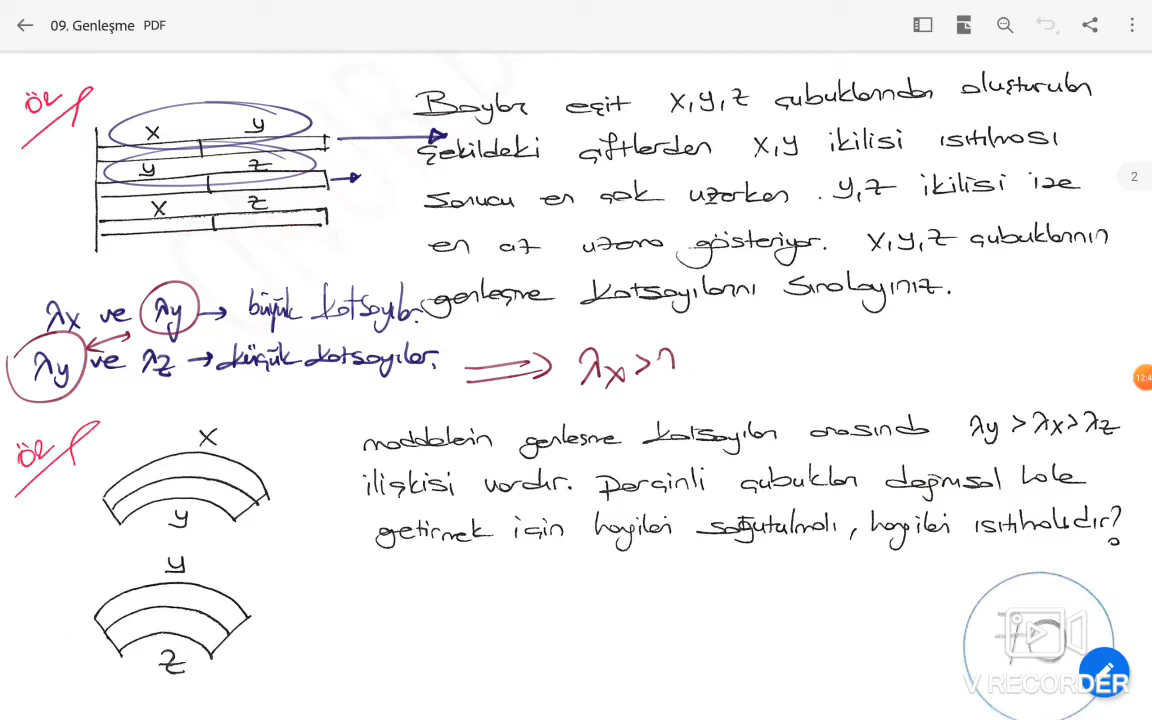 09. Genleşme PDF
ÖR
x y
y z
x z
Boyları eşit x, y, z çubuklarından oluşturulan
şekildeki çiftlerden x, y ikilisi ısıtılması
sonucu en çok uzarken . y, z ikilisi ise
en az uzama gösteriyor. x, y, z çubuklarının
genleşme katsayılarını sıralayınız.
2
λx ve λy → büyük katsayılar.
λy ve λz → küçük katsayılar. ⟹ λx >
12:4
ÖR
x
y
y
z
maddelerin genleşme katsayıları arasında λy > λx > λz
ilişkisi vardır. Perçinli çubukları doğrusal hale
getirmek için hangileri soğutulmalı, hangileri ısıtılmalıdır?
V RECORDER